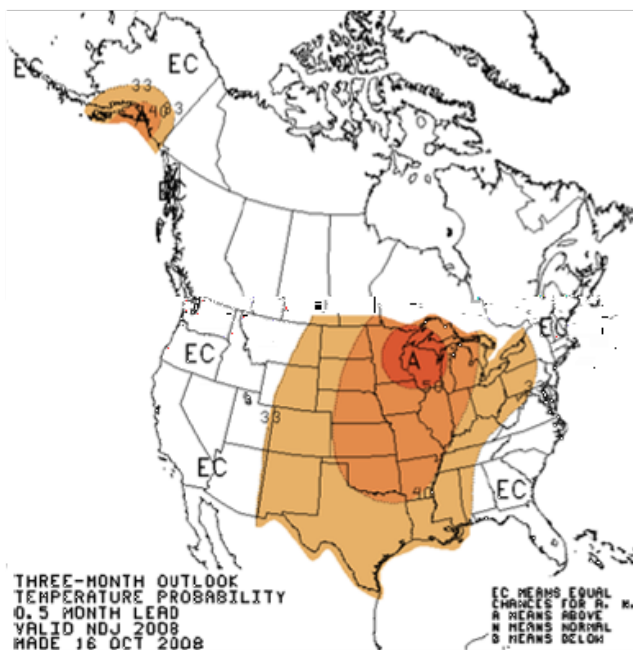 EC
EC
33
A
40
33
EC
EC
A
50
33
33
EC
40
EC
THREE-MONTH OUTLOOK
TEMPERATURE PROBABILITY
0.5 MONTH LEAD
VALID NDJ 2008
MADE 16 OCT 2008
EC MEANS EQUAL
CHANCES FOR A, N,
A MEANS ABOVE
N MEANS NORMAL
B MEANS BELOW